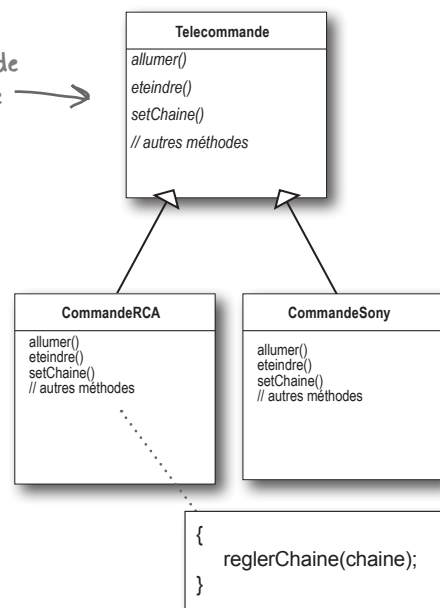 Telecommande
de
allumer()
eteindre()
setChaine()
// autres méthodes
CommandeRCA
allumer()
eteindre()
setChaine()
// autres méthodes
CommandeSony
allumer()
eteindre()
setChaine()
// autres méthodes
{
reglerChaine(chaine);
}